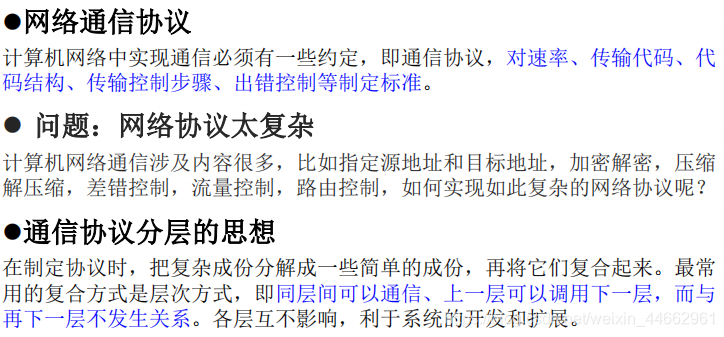 ●网络通信协议
计算机网络中实现通信必须有一些约定，即通信协议，对速率、传输代码、代
码结构、传输控制步骤、出错控制等制定标准。
● 问题：网络协议太复杂
计算机网络通信涉及内容很多，比如指定源地址和目标地址，加密解密，压缩
解压缩，差错控制，流量控制，路由控制，如何实现如此复杂的网络协议呢？
●通信协议分层的思想
在制定协议时，把复杂成份分解成一些简单的成份，再将它们复合起来。最常
用的复合方式是层次方式，即同层间可以通信、上一层可以调用下一层，而与
再下一层不发生关系。各层互不影响，利于系统的开发和扩展。
weixin_44662961